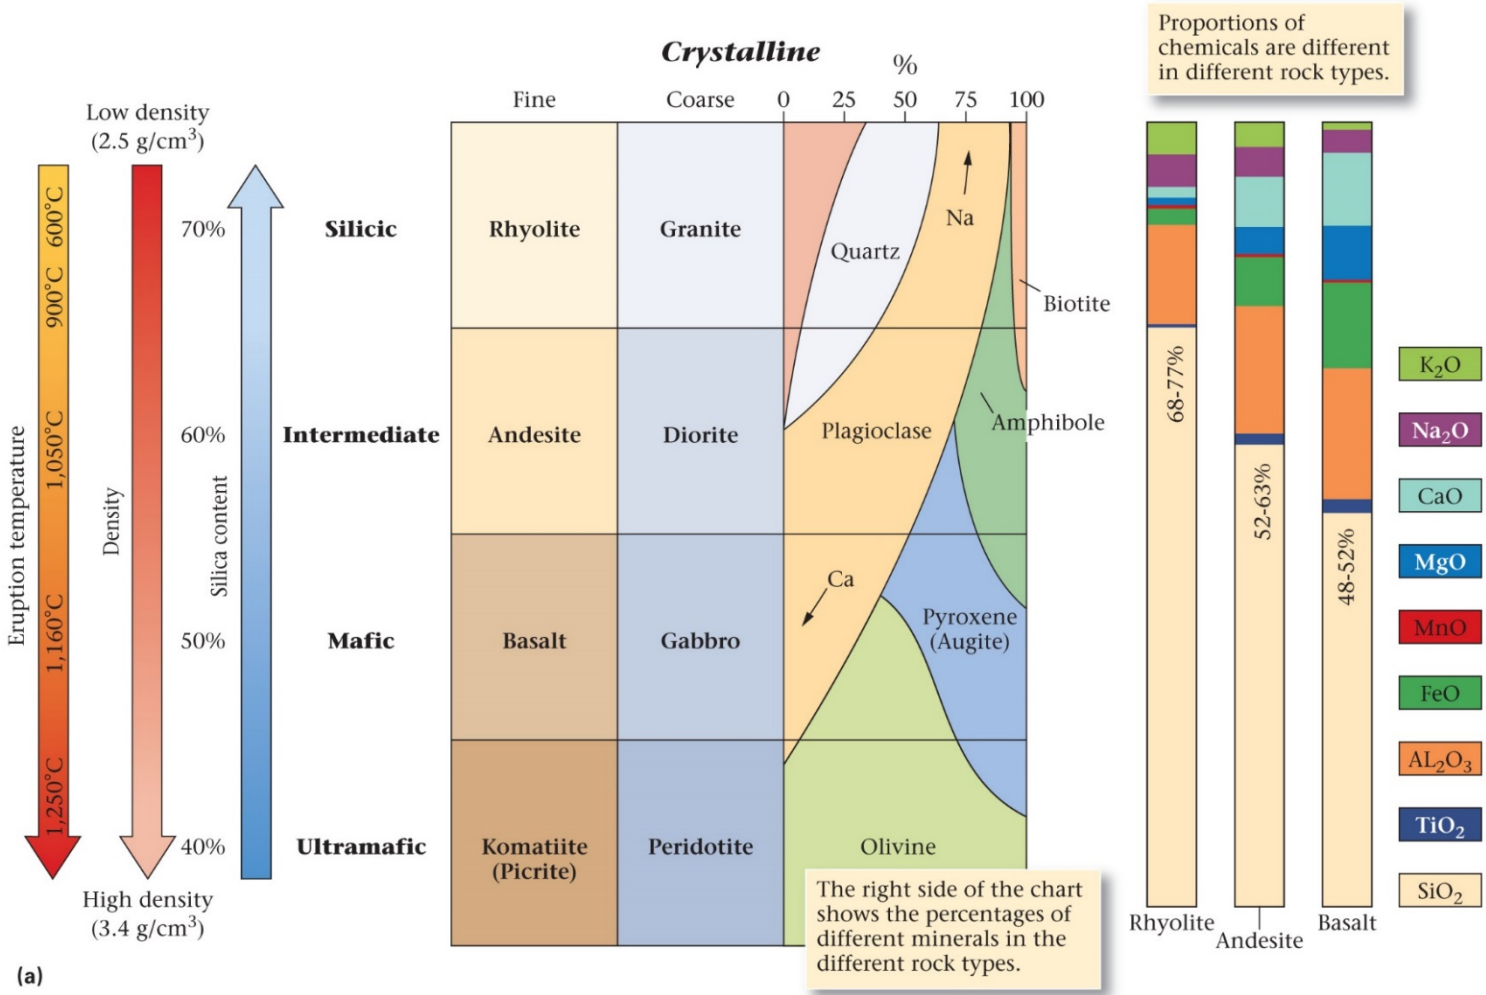 Proportions of
chemicals are different
in different rock types.
Crystalline
%
Fine
Coarse
0
25
50
75
100
Low density
(2.5 g/cm³)
600°C
900°C
1,050°C
1,160°C
1,250°C
Eruption temperature
Density
Silica content
70%
60%
50%
40%
High density
(3.4 g/cm³)
Silicic
Rhyolite
Granite
Quartz
Na
Biotite
Intermediate
Andesite
Diorite
Plagioclase
Amphibole
Mafic
Basalt
Gabbro
Ca
Pyroxene
(Augite)
Ultramafic
Komatiite
(Picrite)
Peridotite
Olivine
The right side of the chart
shows the percentages of
different minerals in the
different rock types.
68-77%
52-63%
48-52%
Rhyolite
Andesite
Basalt
K₂O
Na₂O
CaO
MgO
MnO
FeO
AL₂O₃
TiO₂
SiO₂
(a)